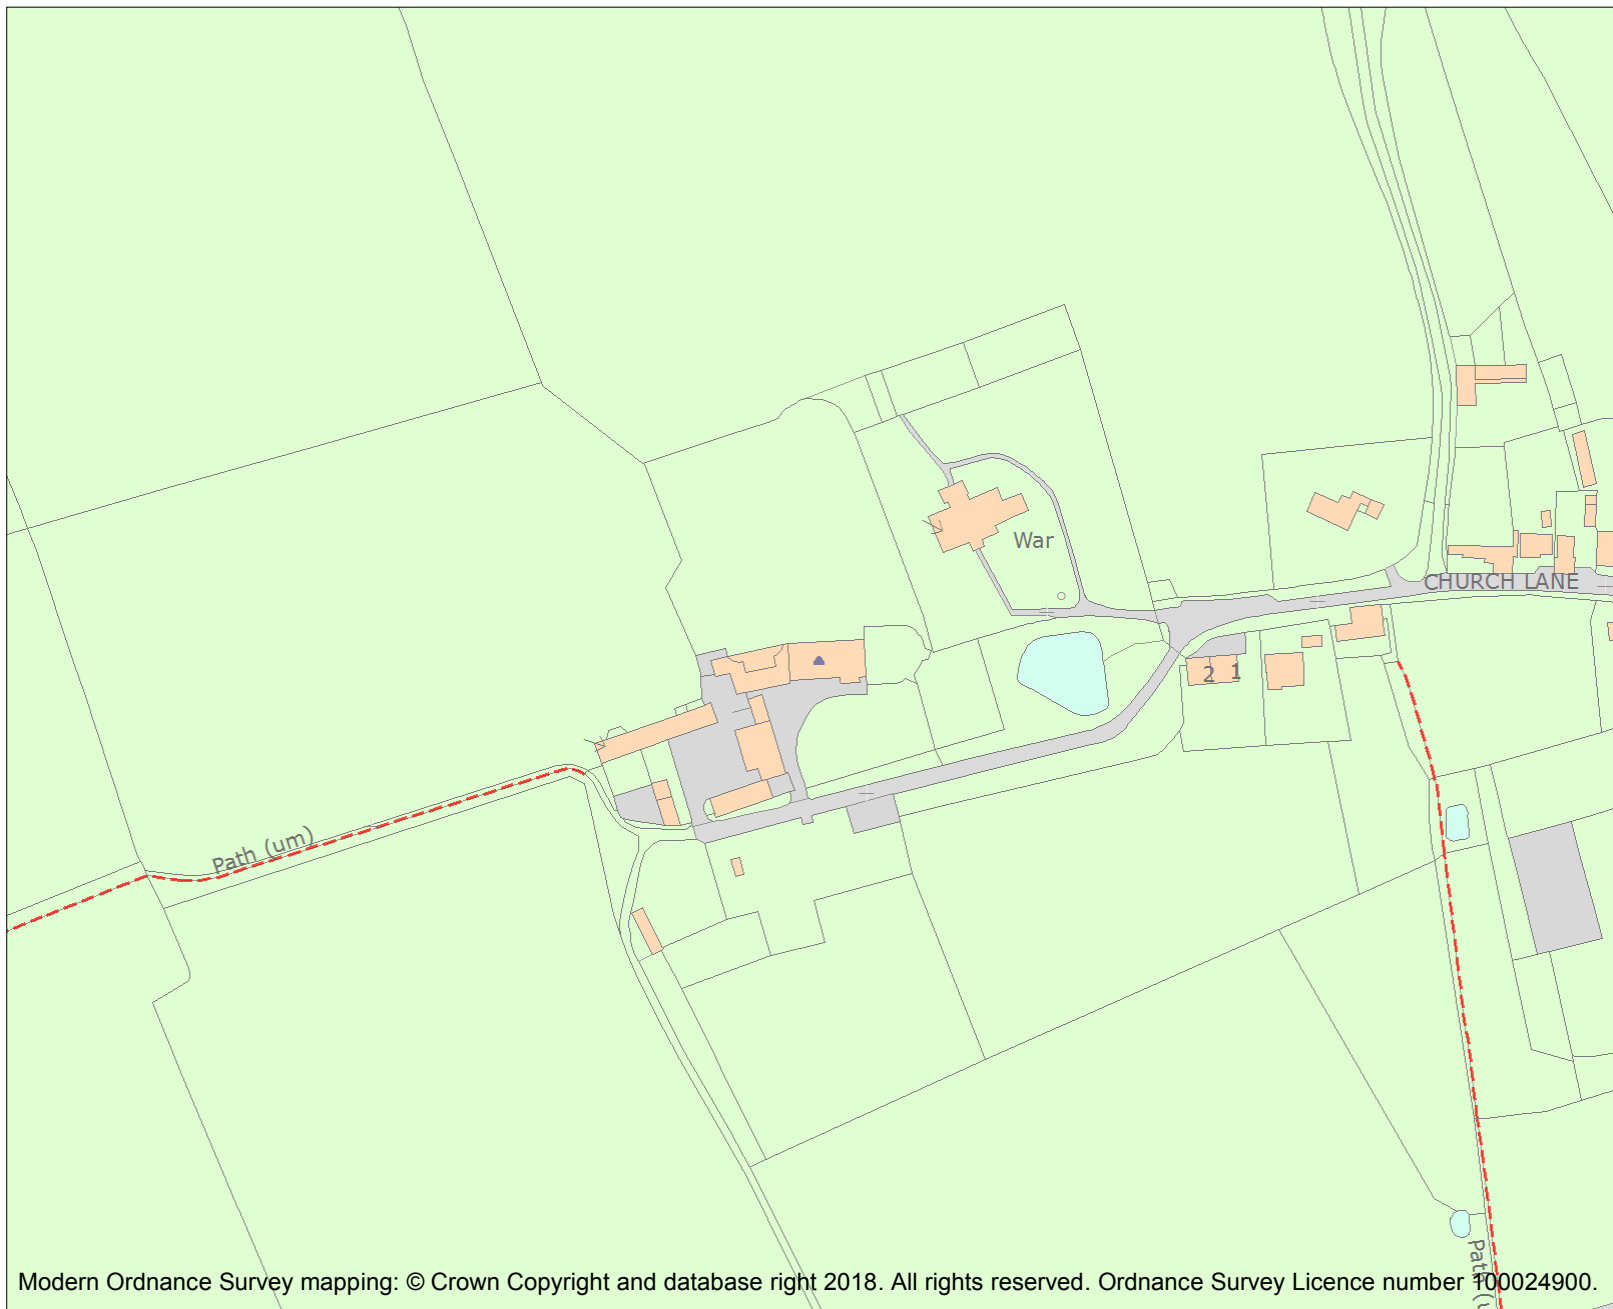 War
CHURCH LANE
2 1
Path (um)
Path (u
Modern Ordnance Survey mapping: © Crown Copyright and database right 2018. All rights reserved. Ordnance Survey Licence number 100024900.